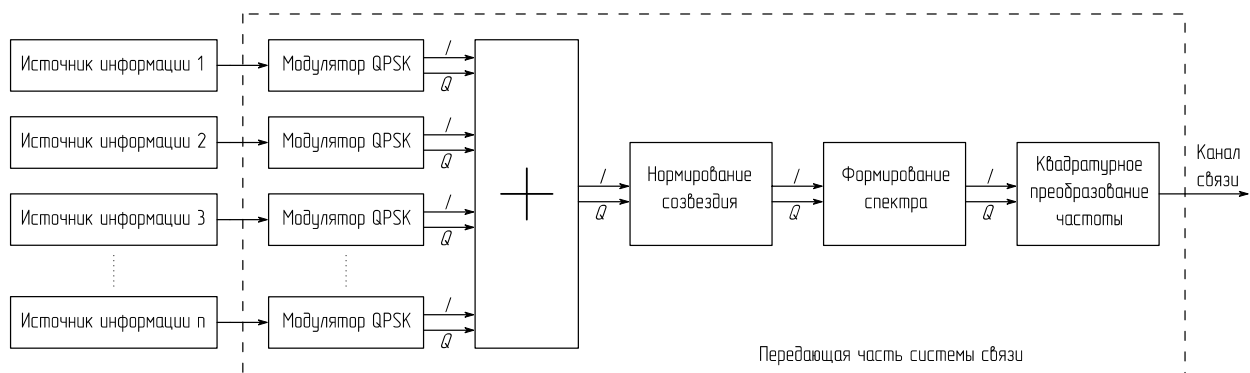 Источник информации 1
Модулятор QPSK
I
Q
Источник информации 2
Модулятор QPSK
I
Q
Источник информации 3
Модулятор QPSK
I
Q
Источник информации n
Модулятор QPSK
I
Q
+
I
Q
Нормирование
созвездия
I
Q
Формирование
спектра
I
Q
Квадратурное
преобразование
частоты
Канал
связи
Передающая часть системы связи